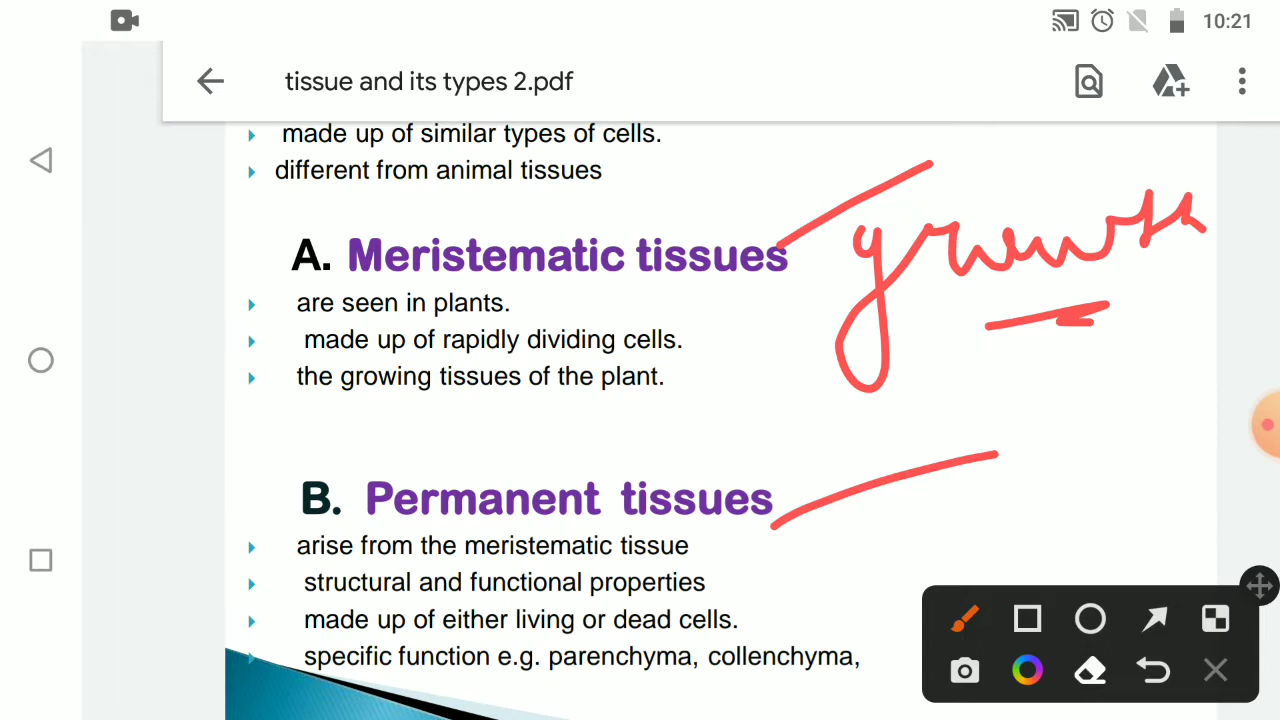 10:21
tissue and its types 2.pdf
made up of similar types of cells.
different from animal tissues
A. Meristematic tissues
growth
are seen in plants.
made up of rapidly dividing cells.
the growing tissues of the plant.
B. Permanent tissues
arise from the meristematic tissue
structural and functional properties
made up of either living or dead cells.
specific function e.g. parenchyma, collenchyma,